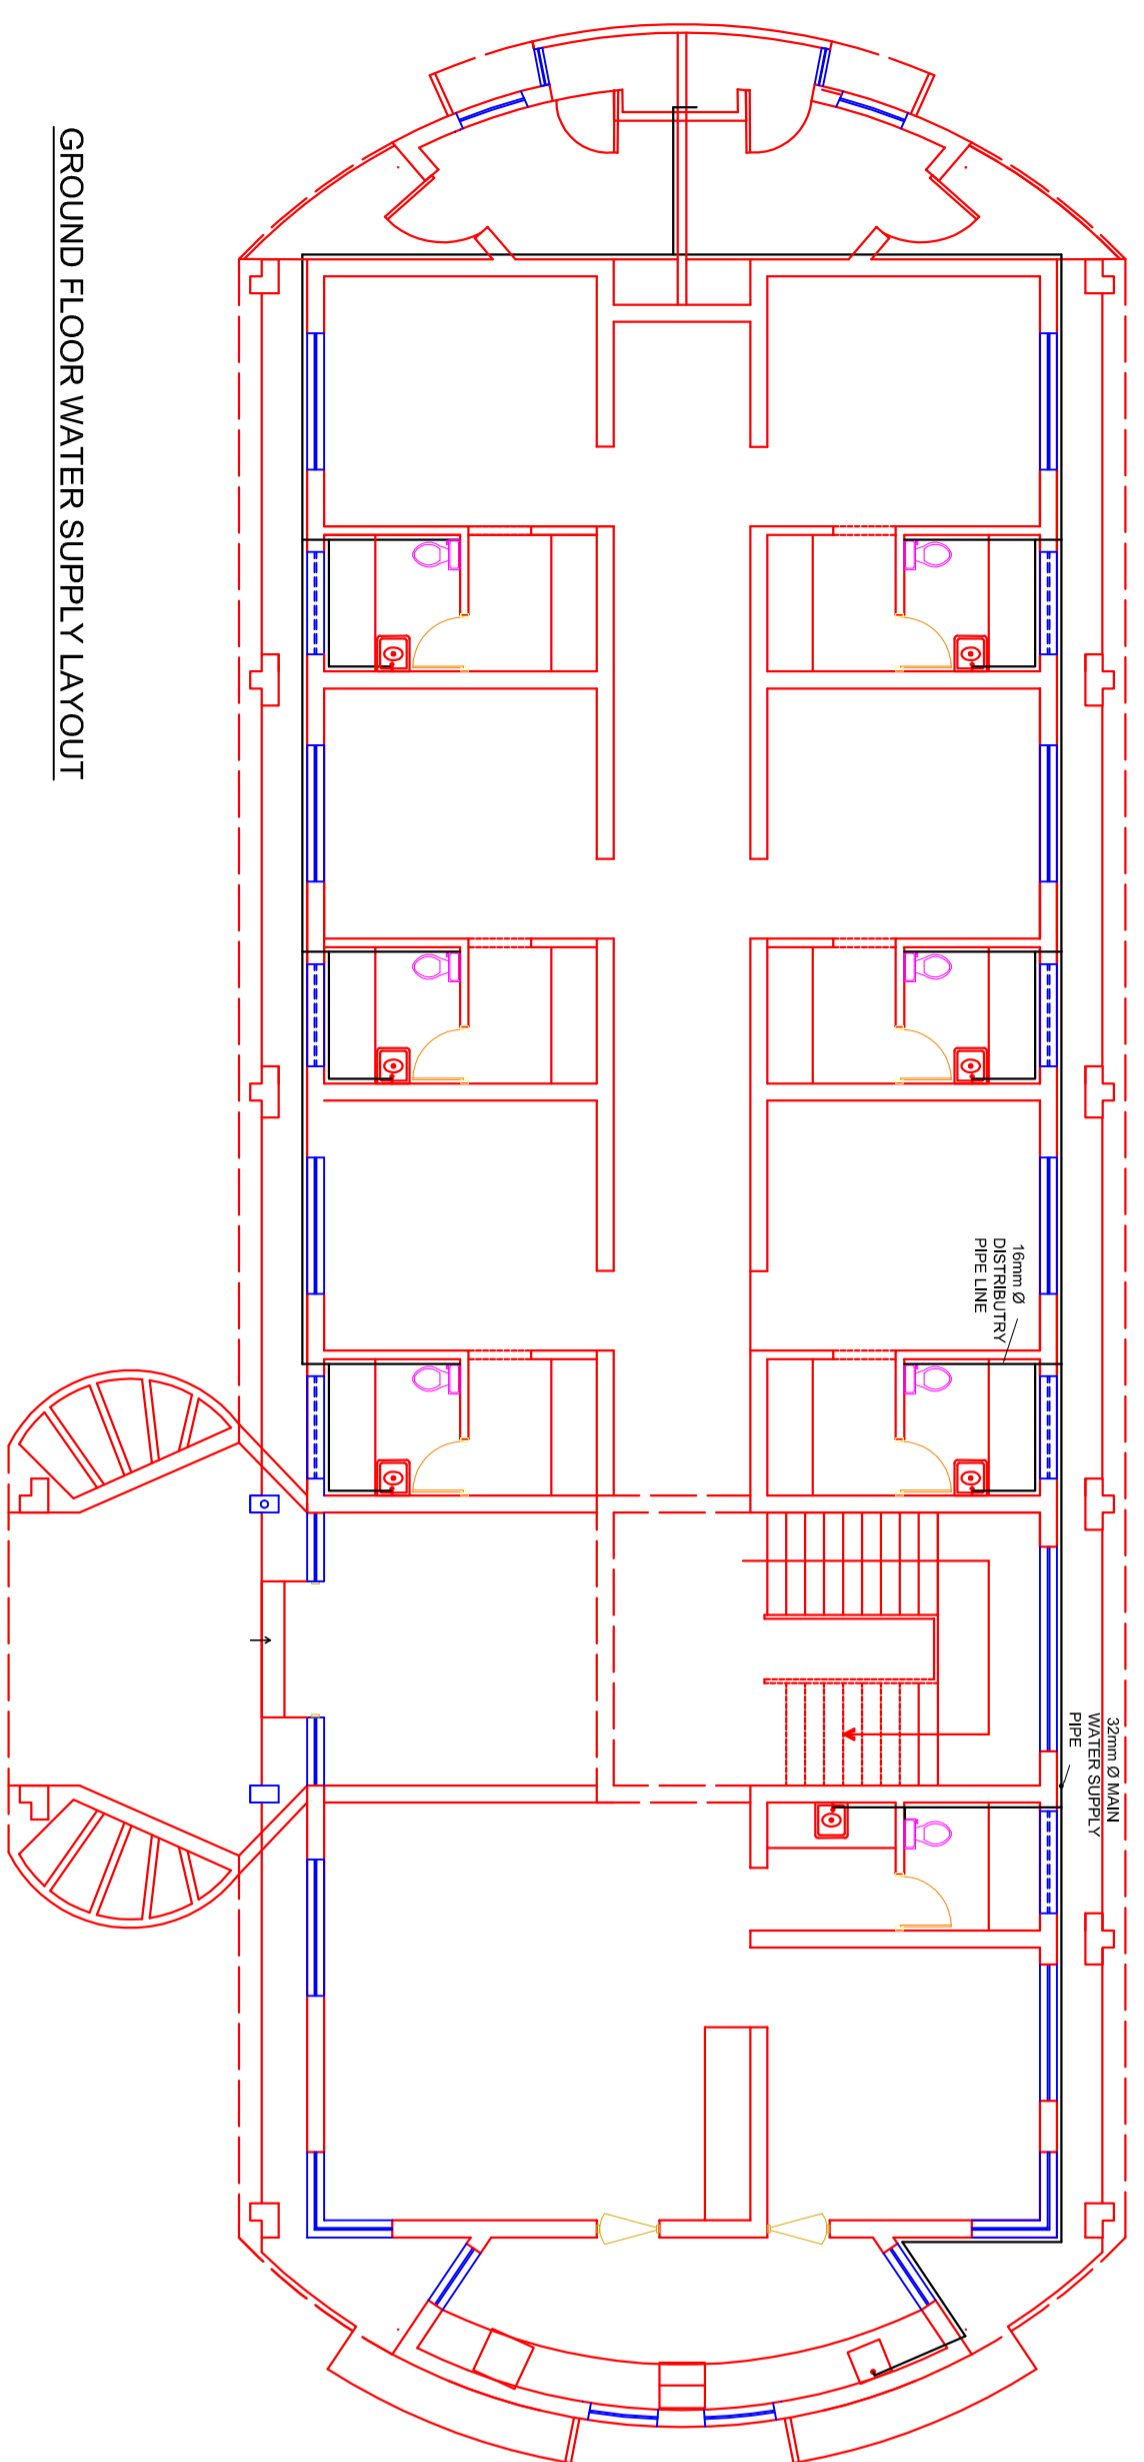 GROUND FLOOR WATER SUPPLY LAYOUT
16mm Ø
DISTRIBUTRY
PIPE LINE
32mm Ø MAIN
WATER SUPPLY
PIPE